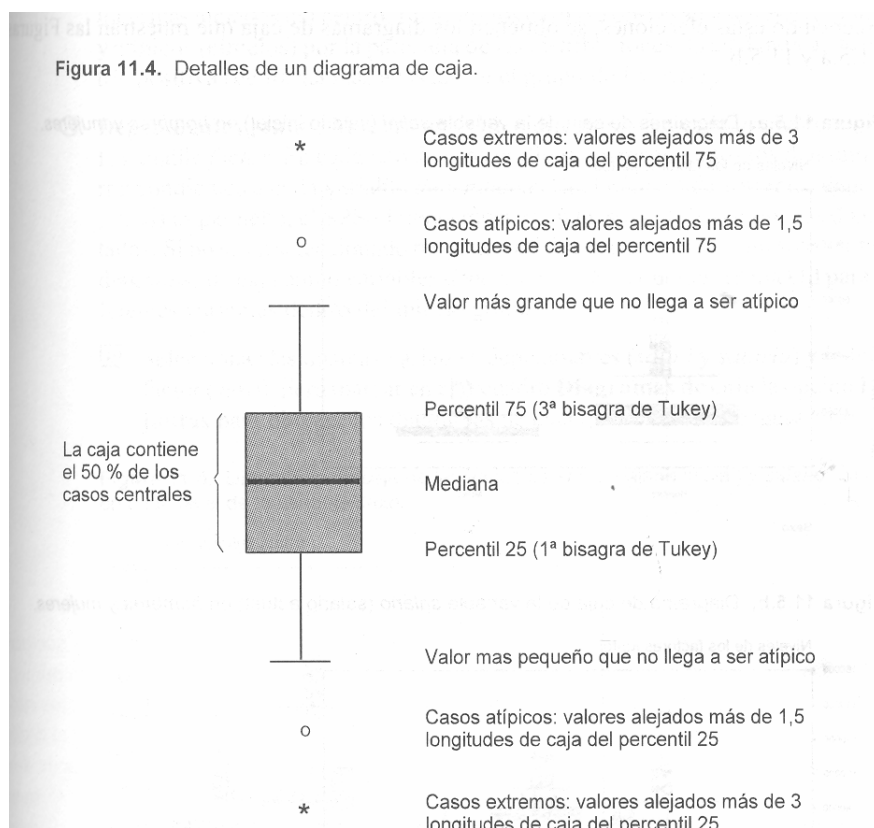 Figura 11.4. Detalles de un diagrama de caja.
*
Casos extremos: valores alejados más de 3
longitudes de caja del percentil 75
o
Casos atípicos: valores alejados más de 1,5
longitudes de caja del percentil 75
Valor más grande que no llega a ser atípico
Percentil 75 (3ª bisagra de Tukey)
La caja contiene
el 50 % de los
casos centrales
Mediana
Percentil 25 (1ª bisagra de Tukey)
Valor mas pequeño que no llega a ser atípico
o
Casos atípicos: valores alejados más de 1,5
longitudes de caja del percentil 25
*
Casos extremos: valores alejados más de 3
longitudes de caja del percentil 25